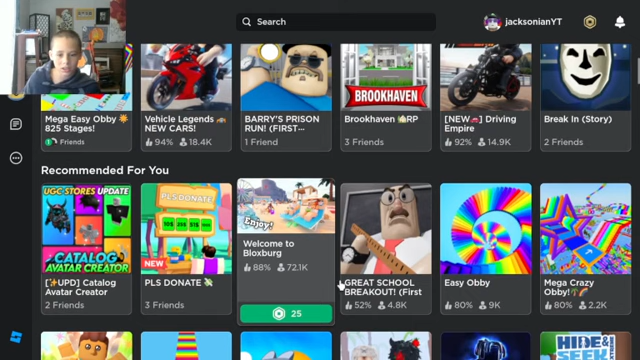 Search
jacksonianYT
Mega Easy Obby ☀️
825 Stages!
Friends
Vehicle Legends 🏎️
NEW CARS!
94% 18.4K
BARRY'S PRISON
RUN! (FIRST...
1 Friend
BROOKHAVEN
Brookhaven 🏡RP
3 Friends
[NEW🏍️] Driving
Empire
92% 14.9K
Break In (Story)
2 Friends
Recommended For You
UGC STORES UPDATE
CATALOG
AVATAR CREATOR
[✨UPD] Catalog
Avatar Creator
2 Friends
PLS DONATE
NEW
PLS DONATE 💸
3 Friends
Enjoy!
Welcome to
Bloxburg
88% 72.1K
25
GREAT SCHOOL
BREAKOUT! (First
52% 4.8K
Easy Obby
80% 9K
Mega Crazy
Obby!🌴🌈
80% 2.2K
HIDE &
SEEK